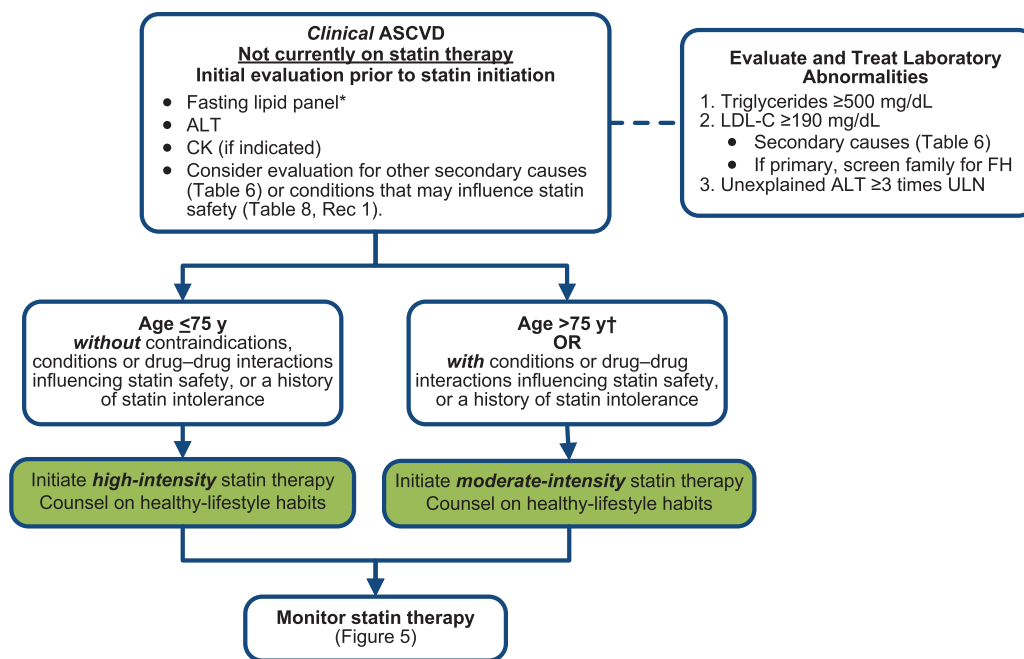 Clinical ASCVD
Not currently on statin therapy
Initial evaluation prior to statin initiation
● Fasting lipid panel*
● ALT
● CK (if indicated)
● Consider evaluation for other secondary causes
(Table 6) or conditions that may influence statin
safety (Table 8, Rec 1).
Evaluate and Treat Laboratory
Abnormalities
1. Triglycerides ≥500 mg/dL
2. LDL-C ≥190 mg/dL
● Secondary causes (Table 6)
● If primary, screen family for FH
3. Unexplained ALT ≥3 times ULN
Age ≤75 y
without contraindications,
conditions or drug–drug interactions
influencing statin safety, or a history
of statin intolerance
Age >75 y†
OR
with conditions or drug–drug
interactions influencing statin safety,
or a history of statin intolerance
Initiate high-intensity statin therapy
Counsel on healthy-lifestyle habits
Initiate moderate-intensity statin therapy
Counsel on healthy-lifestyle habits
Monitor statin therapy
(Figure 5)